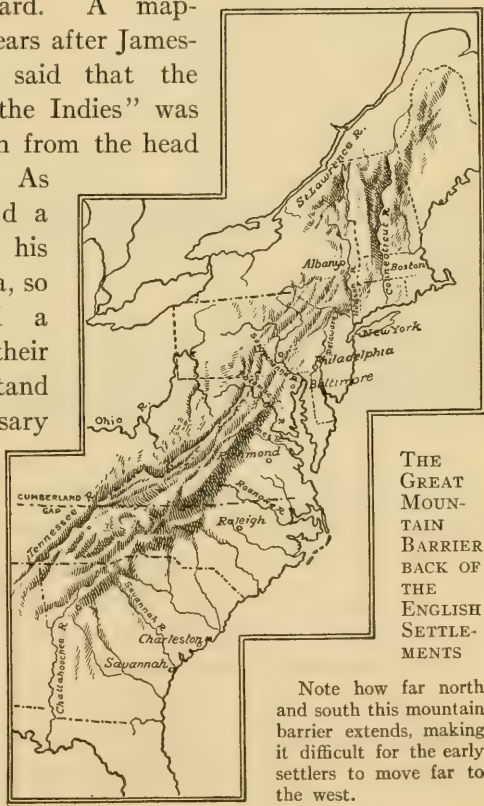 ard. A map-
ears after James-
said that the
the Indies" was
n from the head
As
d a
his
a, so
a
their
tand
sary
St. Lawrence R.
Albany
Hudson R.
Connecticut R.
Boston
New York
Delaware
Philadelphia
Baltimore
Susquehanna
Ohio R.
Richmond
CUMBERLAND
GAP
Roanoke R.
Tennessee R.
Raleigh
Savannah R.
Charleston
Savannah
Chattahoochee R.
THE
GREAT
MOUN-
TAIN
BARRIER
BACK OF
THE
ENGLISH
SETTLE-
MENTS
Note how far north
and south this mountain
barrier extends, making
it difficult for the early
settlers to move far to
the west.